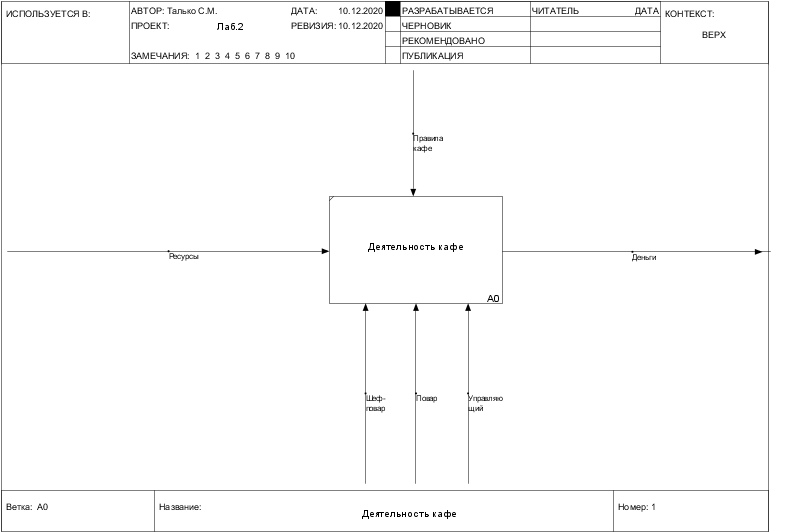 ИСПОЛЬЗУЕТСЯ В:
АВТОР: Талько С.М.
ДАТА: 10.12.2020
ПРОЕКТ: Лаб.2
РЕВИЗИЯ: 10.12.2020
ЗАМЕЧАНИЯ: 1 2 3 4 5 6 7 8 9 10
РАЗРАБАТЫВАЕТСЯ
ЧЕРНОВИК
РЕКОМЕНДОВАНО
ПУБЛИКАЦИЯ
ЧИТАТЕЛЬ ДАТА
КОНТЕКСТ:
ВЕРХ
Правила
кафе
Ресурсы
Деятельность кафе
A0
Деньги
Шеф-
повар
Повар
Управляю
щий
Ветка: A0
Название:
Деятельность кафе
Номер: 1